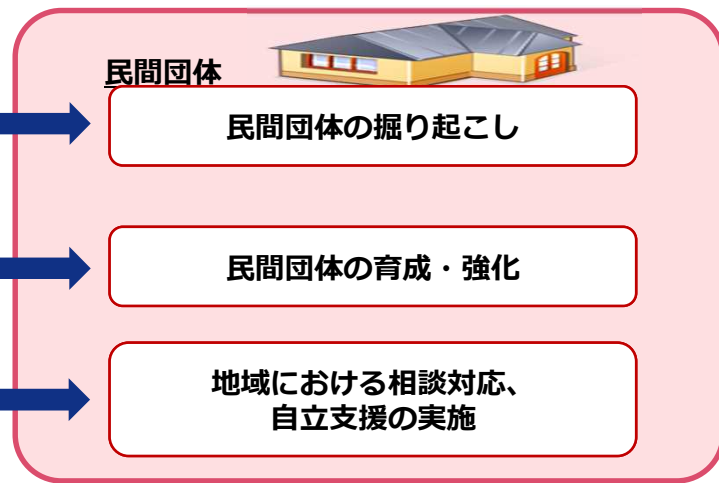 民間団体
民間団体の掘り起こし
民間団体の育成・強化
地域における相談対応、
自立支援の実施